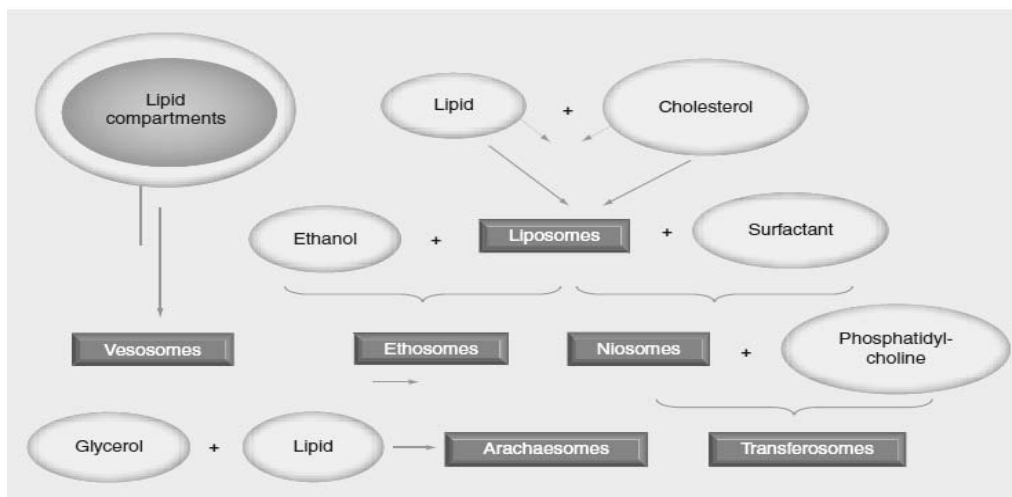 Lipid
compartments
Lipid
+
Cholesterol
Ethanol
+
Liposomes
+
Surfactant
Vesosomes
Ethosomes
Niosomes
+
Phosphatidyl-
choline
Glycerol
+
Lipid
Arachaesomes
Transferosomes